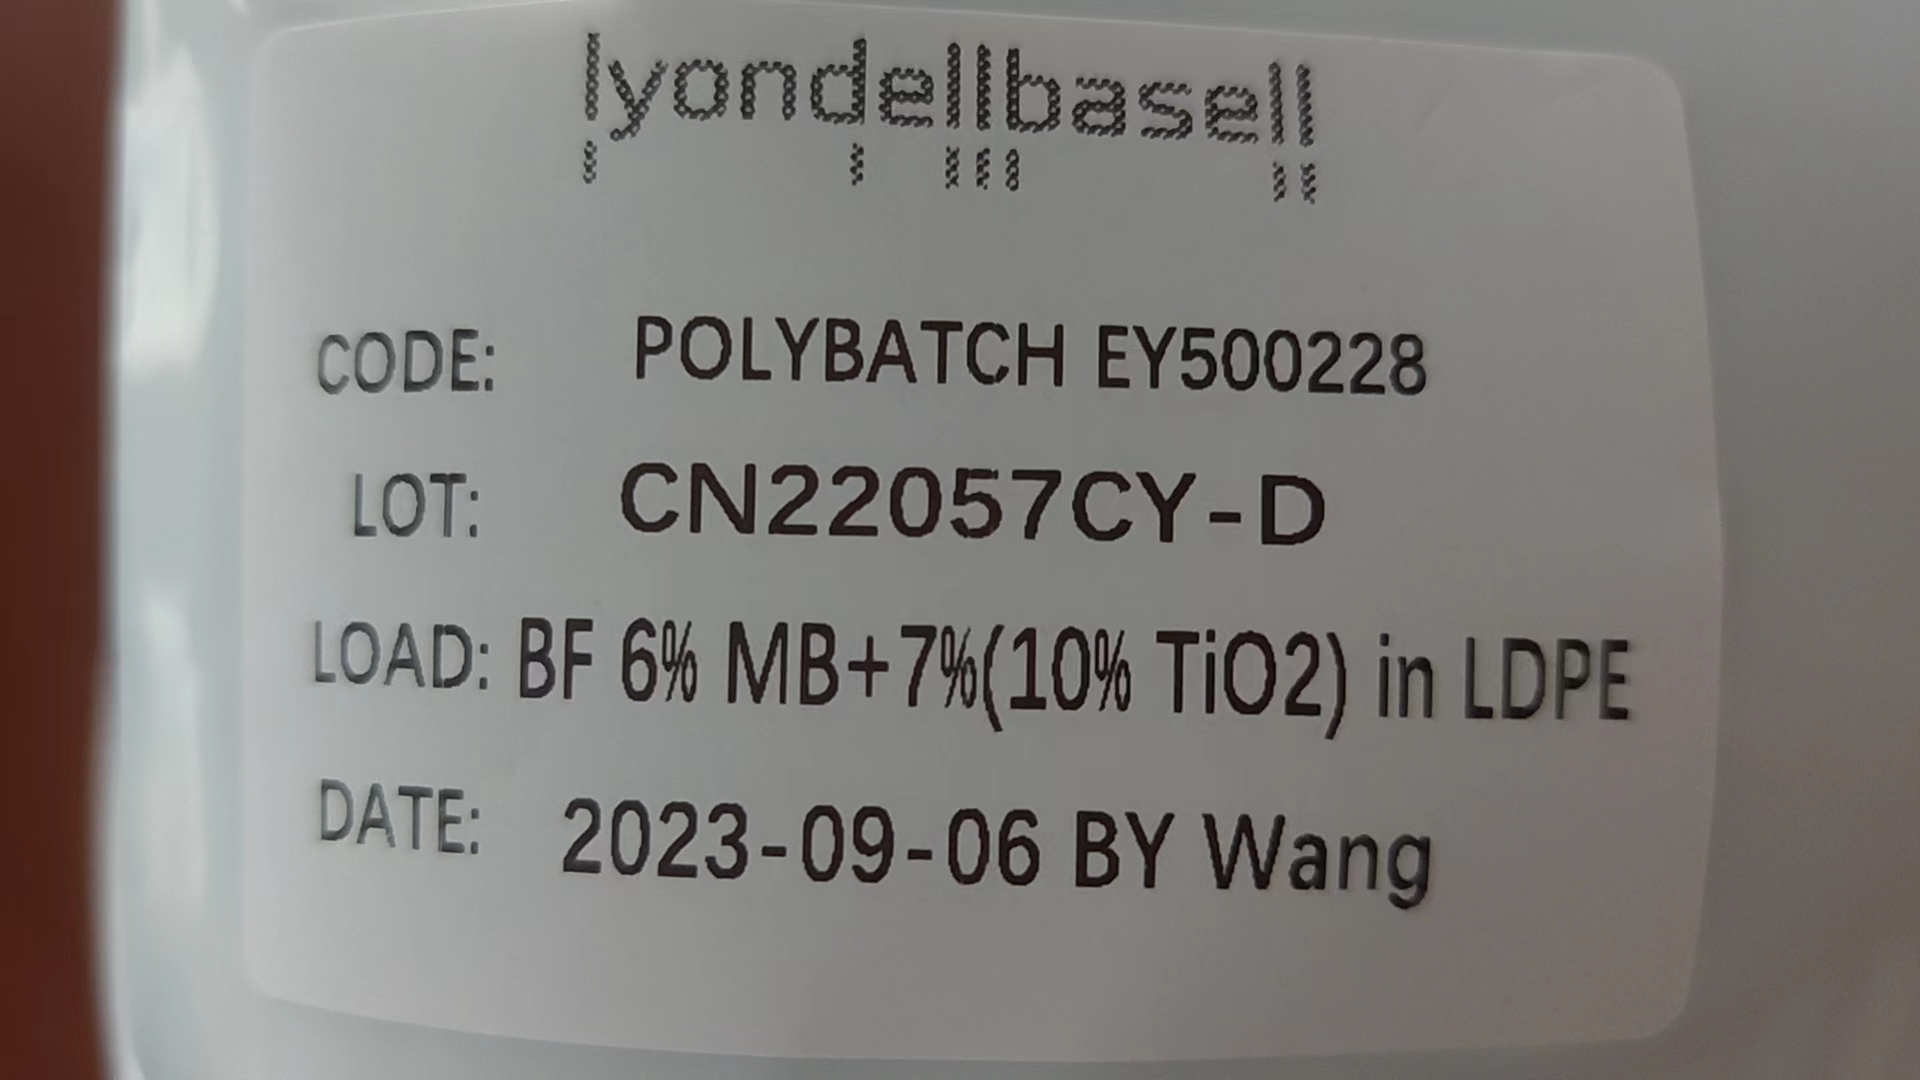 lyondellbasell
CODE: POLYBATCH EY500228
LOT: CN22057CY-D
LOAD: BF 6% MB+7%(10% TiO2) in LDPE
DATE: 2023-09-06 BY Wang